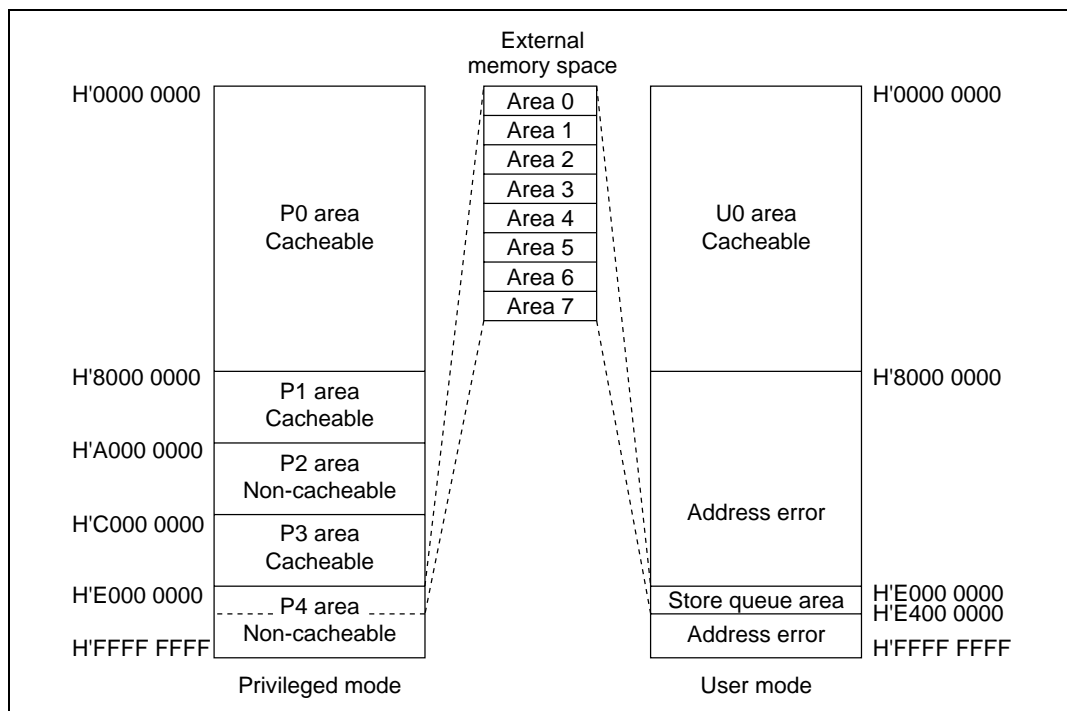 External
memory space
H'0000 0000
Area 0
Area 1
Area 2
Area 3
Area 4
Area 5
Area 6
Area 7
H'0000 0000
P0 area
Cacheable
U0 area
Cacheable
H'8000 0000
H'8000 0000
P1 area
Cacheable
H'A000 0000
P2 area
Non-cacheable
H'C000 0000
P3 area
Cacheable
Address error
H'E000 0000
P4 area
Non-cacheable
H'FFFF FFFF
Store queue area
H'E000 0000
H'E400 0000
Address error
H'FFFF FFFF
Privileged mode
User mode